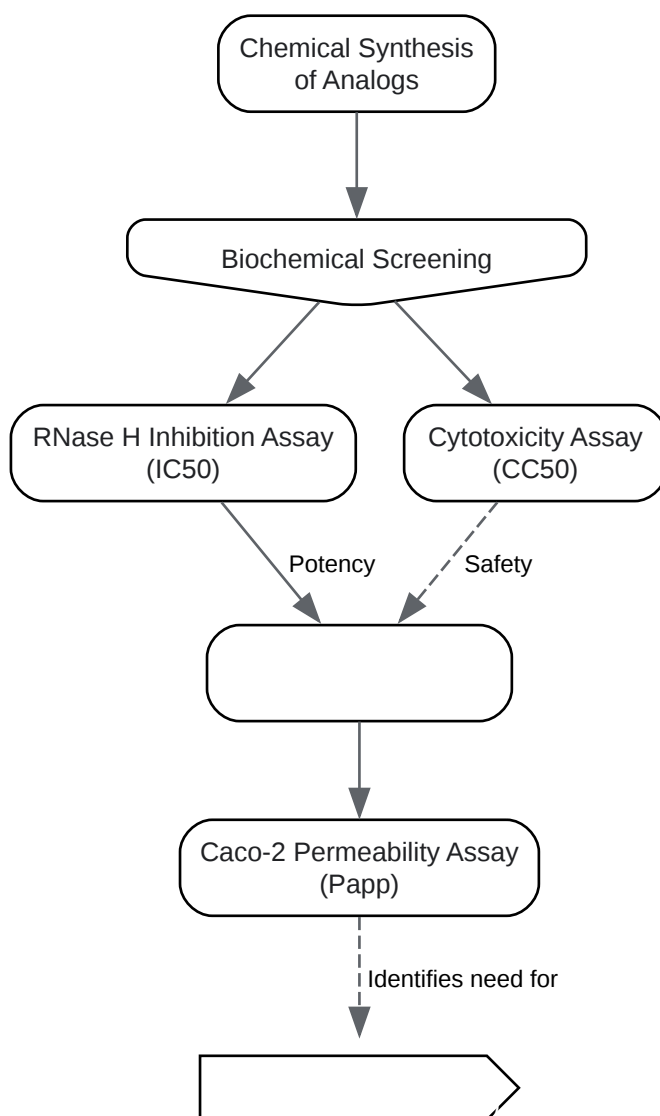 Chemical Synthesis
of Analogs
Biochemical Screening
RNase H Inhibition Assay
(IC50)
Cytotoxicity Assay
(CC50)
Potency
Safety
Caco-2 Permeability Assay
(Papp)
Identifies need for